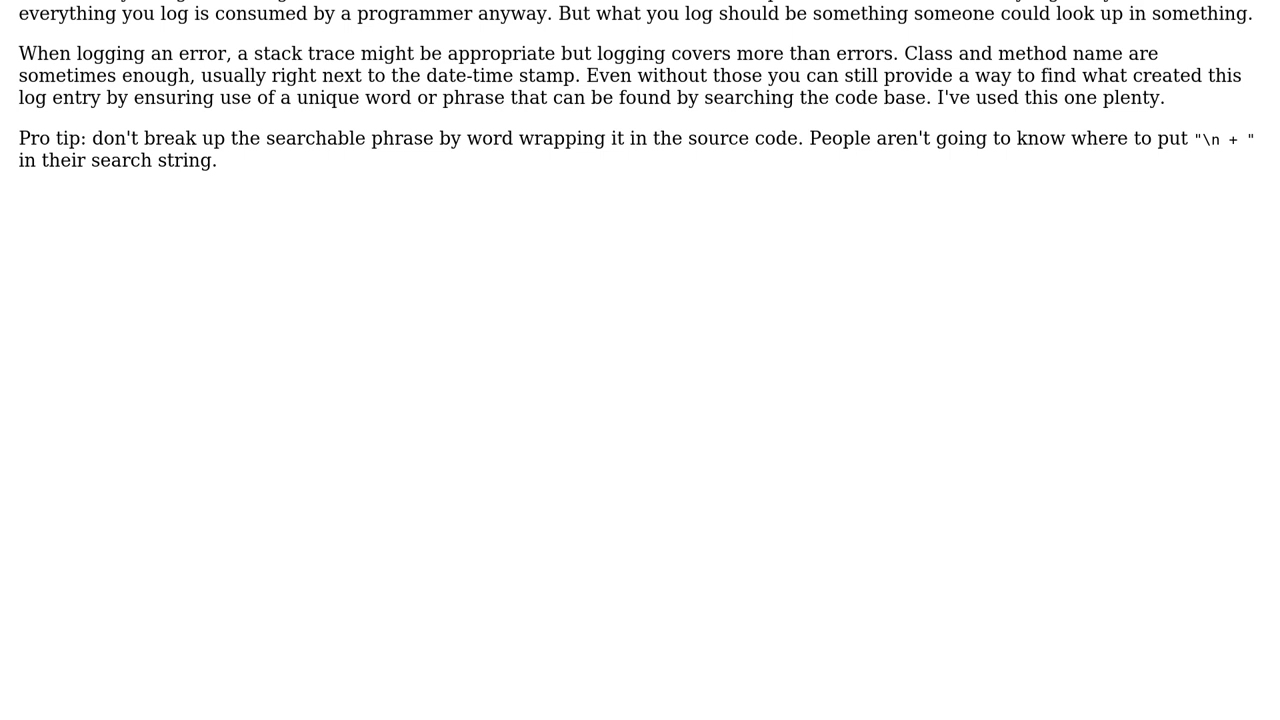 everything you log is consumed by a programmer anyway. But what you log should be something someone could look up in something.
When logging an error, a stack trace might be appropriate but logging covers more than errors. Class and method name are
sometimes enough, usually right next to the date-time stamp. Even without those you can still provide a way to find what created this
log entry by ensuring use of a unique word or phrase that can be found by searching the code base. I've used this one plenty.
Pro tip: don't break up the searchable phrase by word wrapping it in the source code. People aren't going to know where to put "\n + "
in their search string.